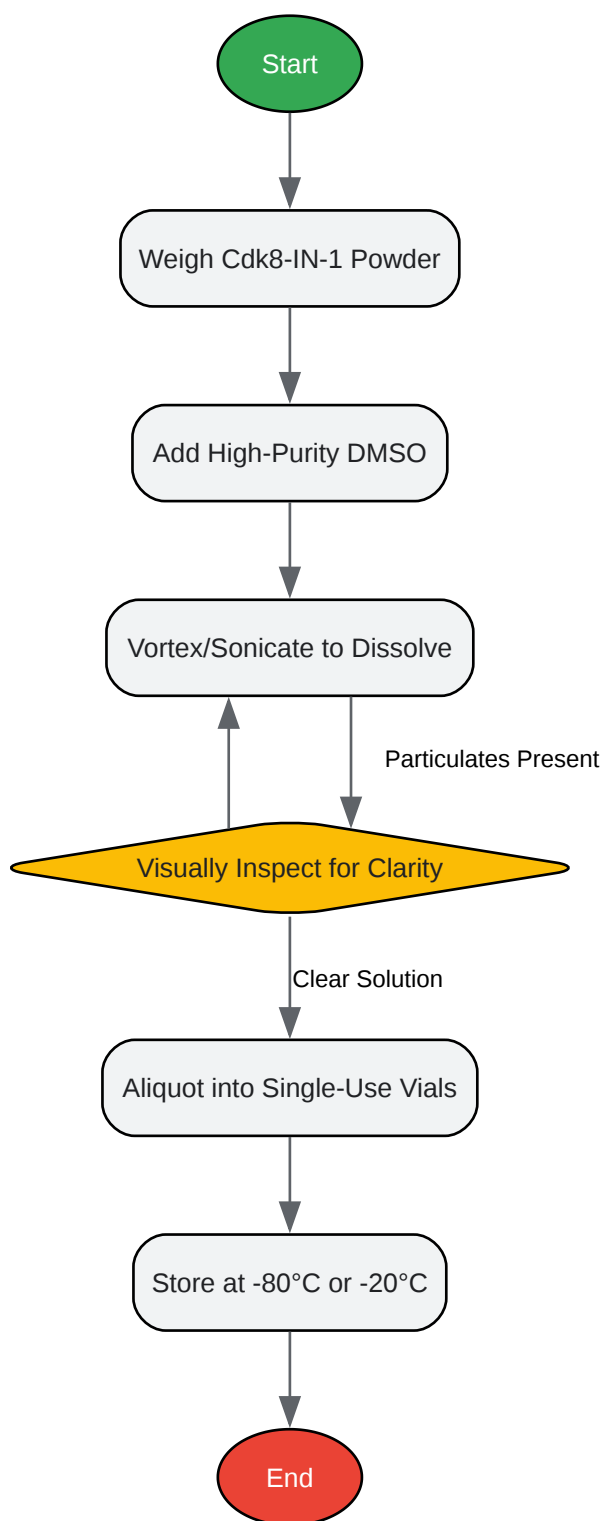 Start
Weigh Cdk8-IN-1 Powder
Add High-Purity DMSO
Vortex/Sonicate to Dissolve
Particulates Present
Visually Inspect for Clarity
Clear Solution
Aliquot into Single-Use Vials
Store at -80°C or -20°C
End